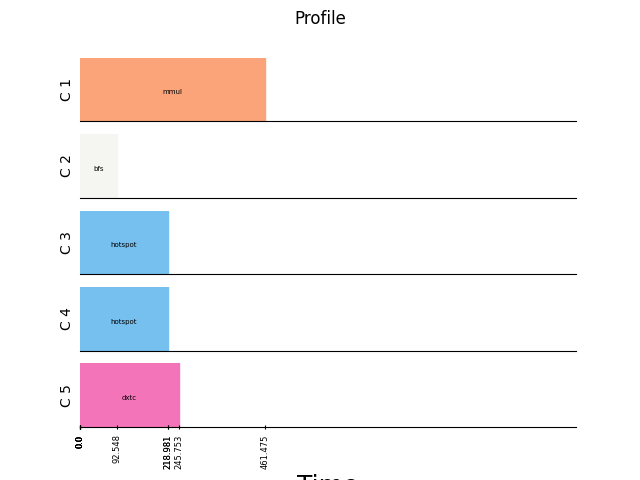 Profile
C 1
mmul
C 2
bfs
C 3
hotspot
C 4
hotspot
C 5
dxtc
0.0
92.548
218.981
245.753
461.475
Time